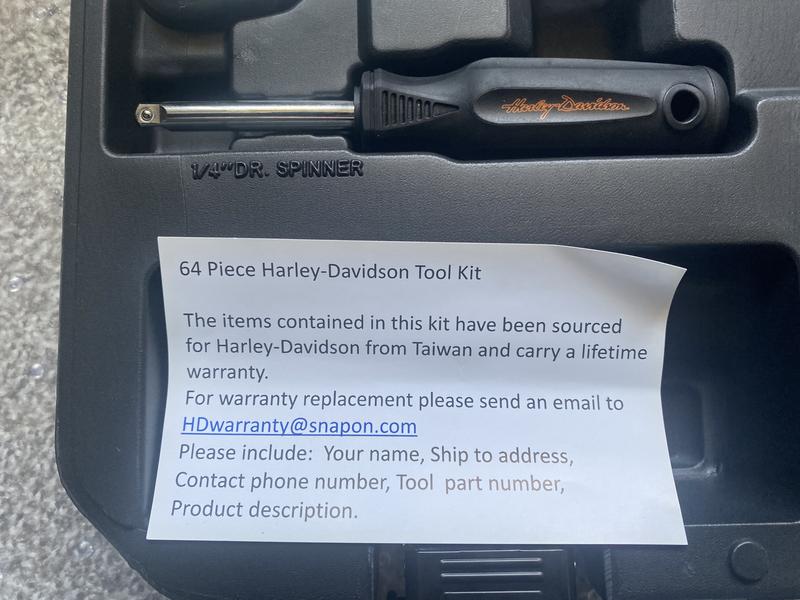 Harley-Davidson
1/4"DR. SPINNER
64 Piece Harley-Davidson Tool Kit
The items contained in this kit have been sourced
for Harley-Davidson from Taiwan and carry a lifetime
warranty.
For warranty replacement please send an email to
HDwarranty@snapon.com
Please include:  Your name, Ship to address,
Contact phone number, Tool  part number,
Product description.